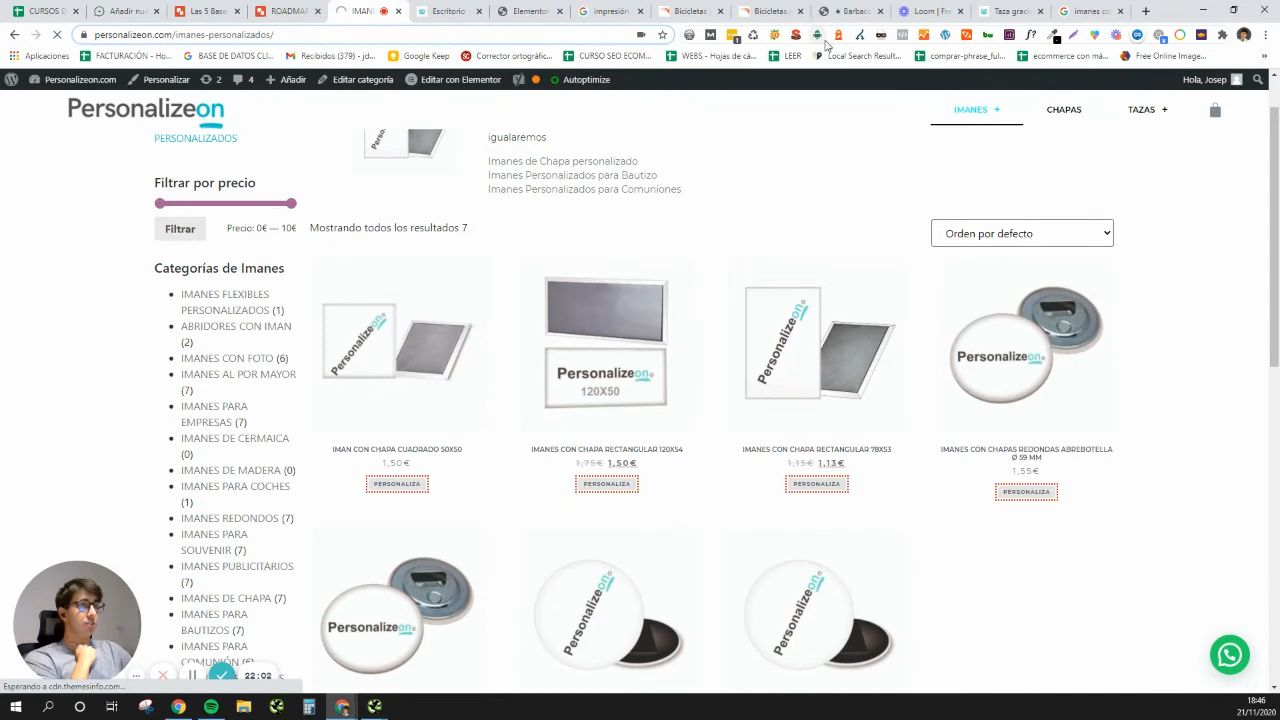 CURSOS D
Añadir nue
Las 5 Base
ROADMAR
IMANE
Escritorio
Elementor
impresión
Bicicletas
Bicicletas
★ Barbaco
Loom | Fre
Taza gracio
imanes co
personalizeon.com/imanes-personalizados/
Aplicaciones
FACTURACIÓN - Ho...
BASE DE DATOS CLI...
Recibidos (359) - jd...
Google Keep
Corrector ortográfic...
CURSO SEO ECOM...
WEBS - Hojas de cá...
LEER
Local Search Result...
comprar-phrase_ful...
ecommerce con má...
Free Online Imag...
Personalizeon.com
Personalizar
2
4
Añadir
Editar categoría
Editar con Elementor
Autoptimize
Hola, Josep
Personalizeon
IMANES +
CHAPAS
TAZAS +
PERSONALIZADOS
igualaremos
Imanes de Chapa personalizado
Imanes Personalizados para Bautizo
Imanes Personalizados para Comuniones
Filtrar por precio
Filtrar
Precio: 0€ — 10€
Mostrando todos los resultados 7
Orden por defecto
Categorías de Imanes
IMANES FLEXIBLES
PERSONALIZADOS (1)
ABRIDORES CON IMAN
(2)
IMANES CON FOTO (6)
IMANES AL POR MAYOR
(7)
IMANES PARA
EMPRESAS (7)
IMANES DE CERMAICA
(0)
IMANES DE MADERA (0)
IMANES PARA COCHES
(1)
IMANES REDONDOS (7)
IMANES PARA
SOUVENIR (7)
IMANES PUBLICITARIOS
(7)
IMANES DE CHAPA (7)
IMANES PARA
BAUTIZOS (7)
IMANES PARA
COMUNIÓN (6)
Personalizeon
Personalizeon
120X50
Personalizeon
Personalizeon
IMAN CON CHAPA CUADRADO 50X50
1,50€
PERSONALIZA
IMANES CON CHAPA RECTANGULAR 120X54
1,75€ 1,50€
PERSONALIZA
IMANES CON CHAPA RECTANGULAR 78X53
1,15€ 1,13€
PERSONALIZA
IMANES CON CHAPAS REDONDAS ABREBOTELLA
Ø 59 MM
1,55€
PERSONALIZA
Personalizeon
Personalizeon
Personalizeon
22:02
Esperando a cdn.themesinfo.com...
18:46
21/11/2020